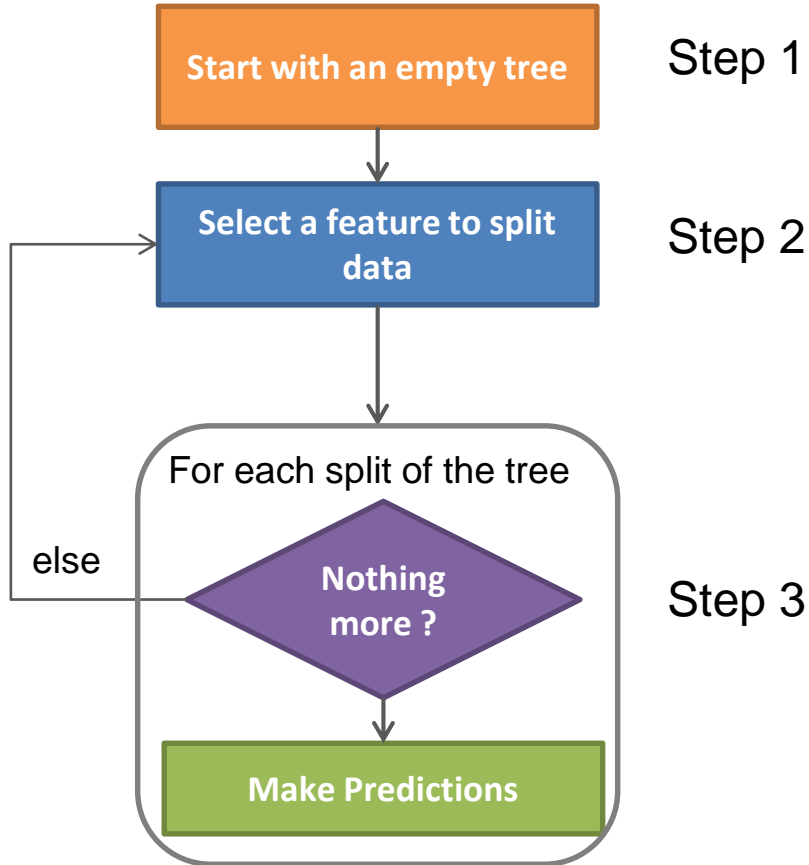 Start with an empty tree
Step 1
Select a feature to split
data
Step 2
For each split of the tree
else
Nothing
more ?
Step 3
Make Predictions